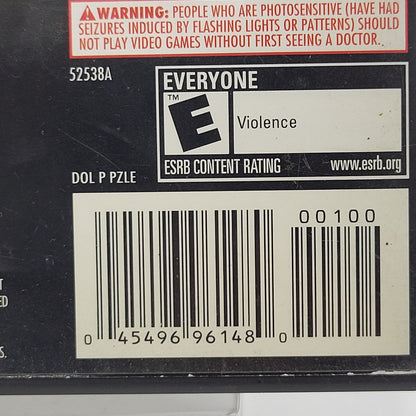 WARNING: PEOPLE WHO ARE PHOTOSENSITIVE (HAVE HAD
SEIZURES INDUCED BY FLASHING LIGHTS OR PATTERNS) SHOULD
NOT PLAY VIDEO GAMES WITHOUT FIRST SEEING A DOCTOR.
52538A
EVERYONE
E™
Violence
ESRB CONTENT RATING www.esrb.org
DOL P PZLE
00100
0 45496 96148 0